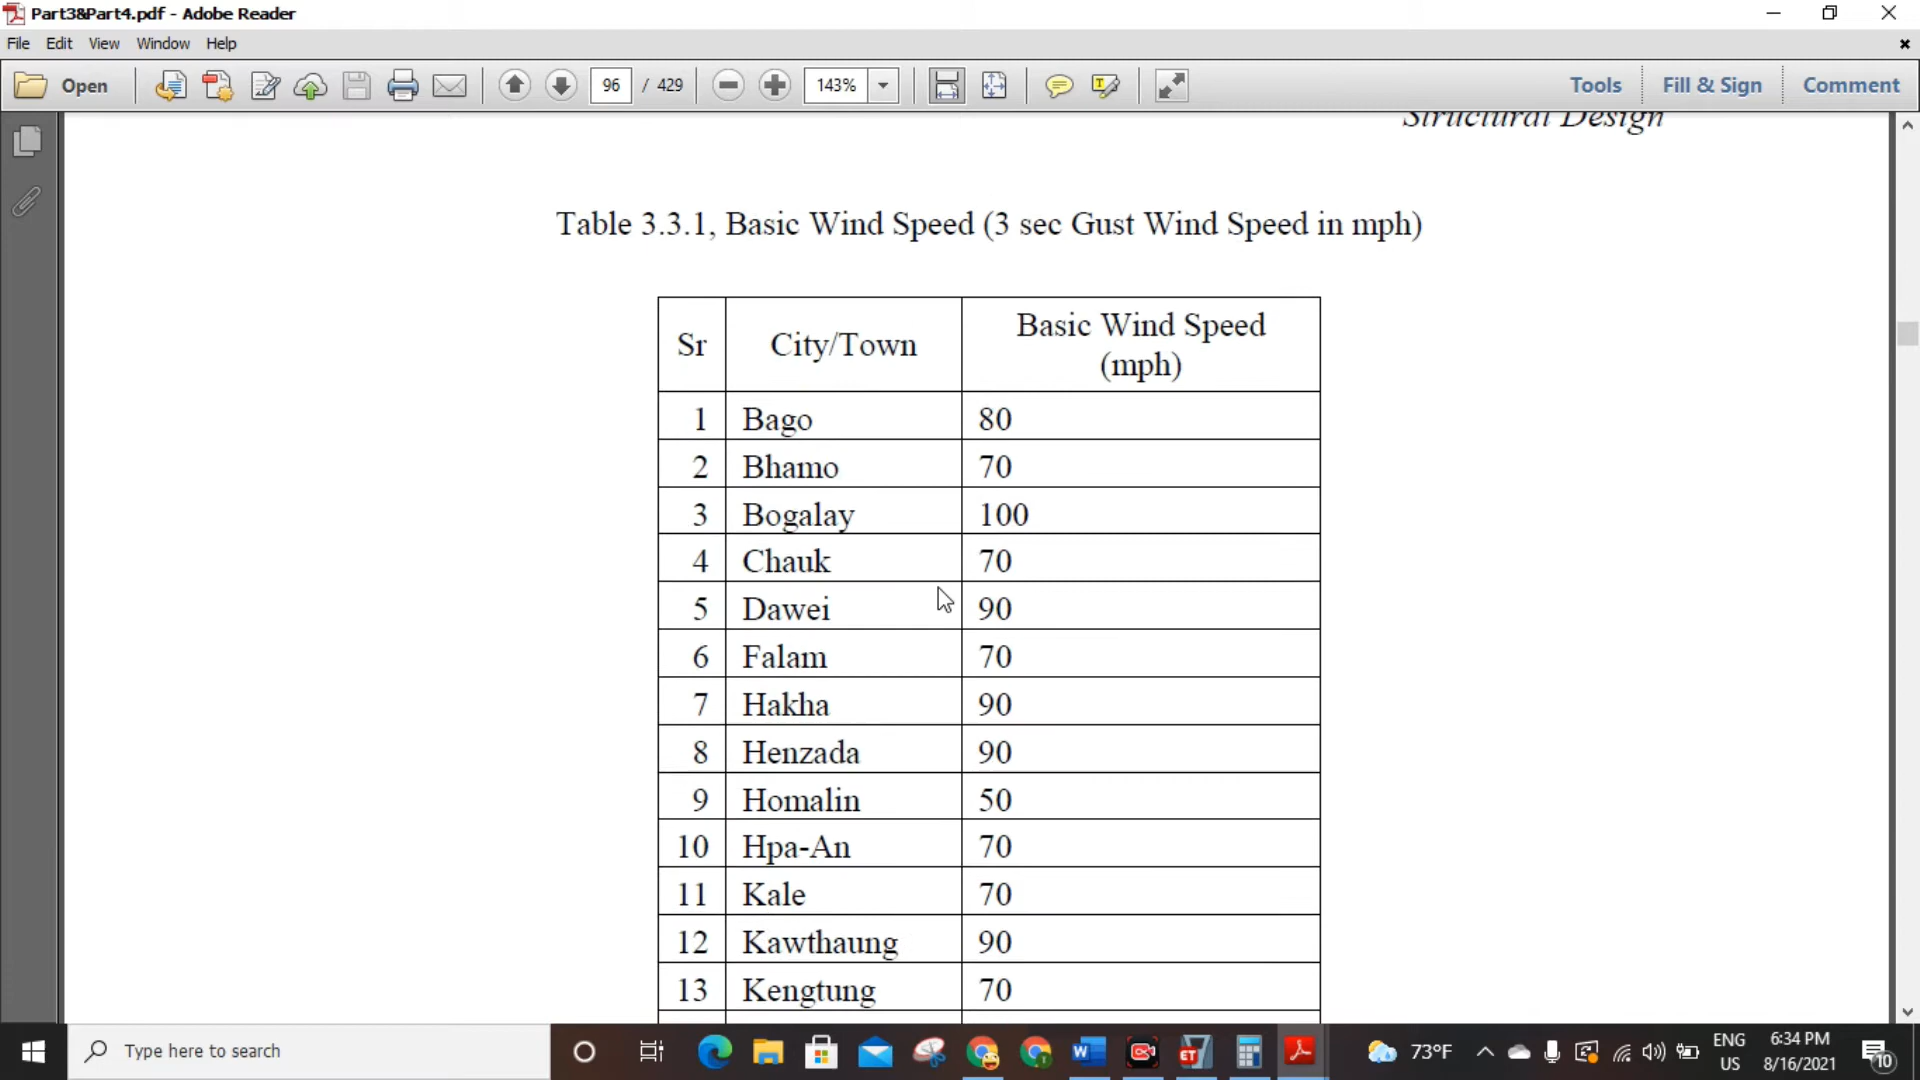 Part3&Part4.pdf - Adobe Reader
File Edit View Window Help
Open 96 / 429 143% Tools Fill & Sign Comment
Structural Design
Table 3.3.1, Basic Wind Speed (3 sec Gust Wind Speed in mph)
Sr City/Town Basic Wind Speed
(mph)
1 Bago 80
2 Bhamo 70
3 Bogalay 100
4 Chauk 70
5 Dawei 90
6 Falam 70
7 Hakha 90
8 Henzada 90
9 Homalin 50
10 Hpa-An 70
11 Kale 70
12 Kawthaung 90
13 Kengtung 70
Type here to search 73°F ENG 6:34 PM
US 8/16/2021 10